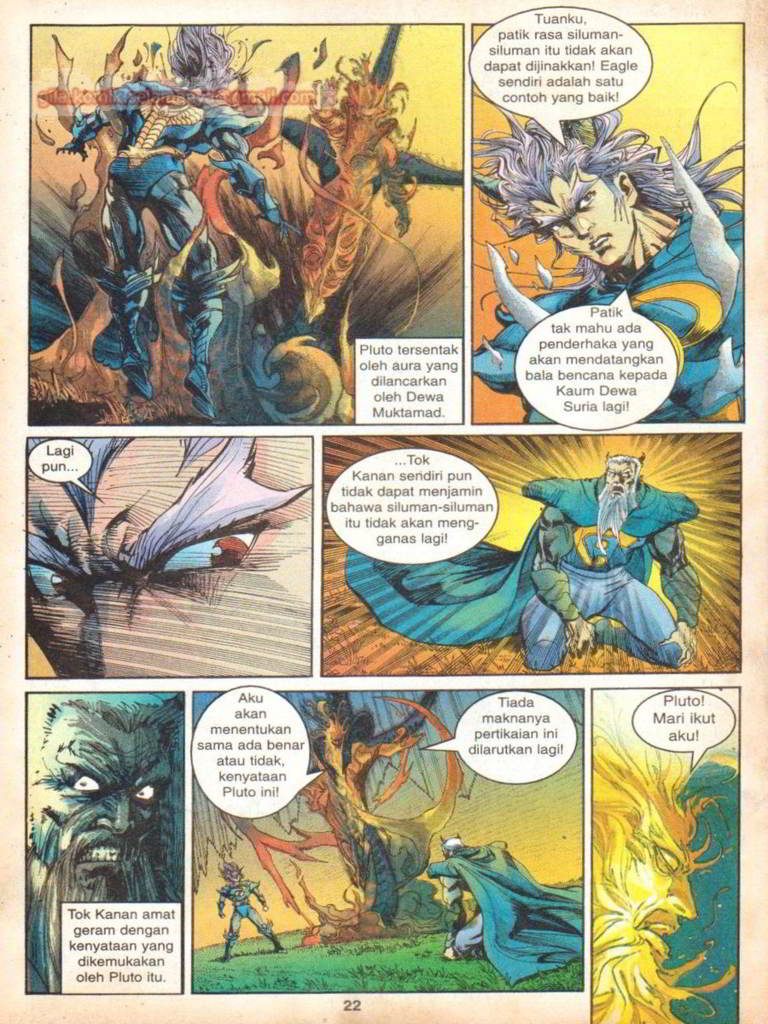 Pluto tersentak
oleh aura yang
dilancarkan
oleh Dewa
Muktamad.
Tuanku,
patik rasa siluman-
siluman itu tidak akan
dapat dijinakkan! Eagle
sendiri adalah satu
contoh yang baik!
Patik
tak mahu ada
penderhaka yang
akan mendatangkan
bala bencana kepada
Kaum Dewa
Suria lagi!
Lagi
pun...
...Tok
Kanan sendiri pun
tidak dapat menjamin
bahawa siluman-siluman
itu tidak akan meng-
ganas lagi!
Tok Kanan amat
geram dengan
kenyataan yang
dikemukakan
oleh Pluto itu.
Aku
akan
menentukan
sama ada benar
atau tidak,
kenyataan
Pluto ini!
Tiada
maknanya
pertikaian ini
dilarutkan lagi!
Pluto!
Mari ikut
aku!
22